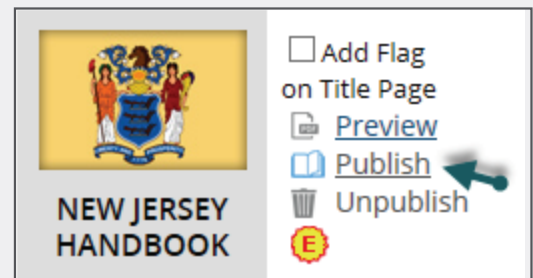 NEW JERSEY
HANDBOOK
Add Flag
on Title Page
Preview
Publish
Unpublish
E